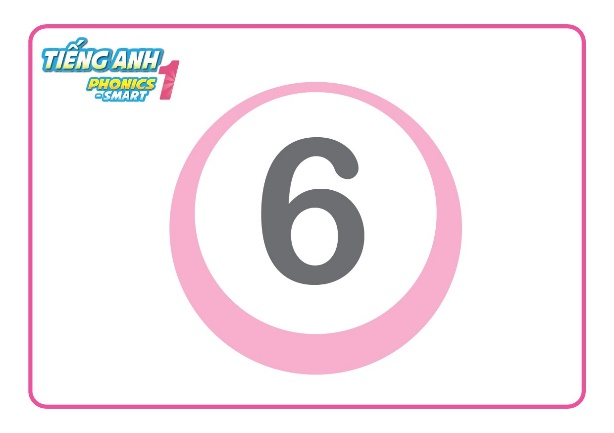 TIẾNG ANH 1
PHONICS
-SMART
6